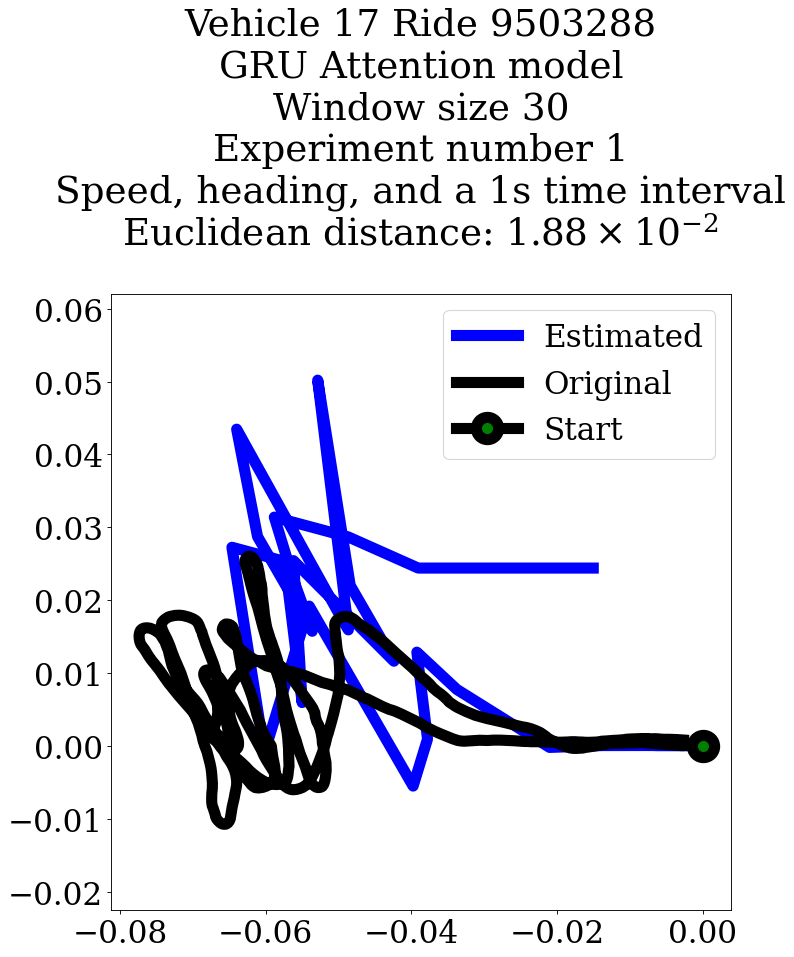 Vehicle 17 Ride 9503288
GRU Attention model
Window size 30
Experiment number 1
Speed, heading, and a 1s time interval
Euclidean distance: 1.88 × 10⁻²
Estimated
Original
Start
0.06
0.05
0.04
0.03
0.02
0.01
0.00
−0.01
−0.02
−0.08 −0.06 −0.04 −0.02 0.00